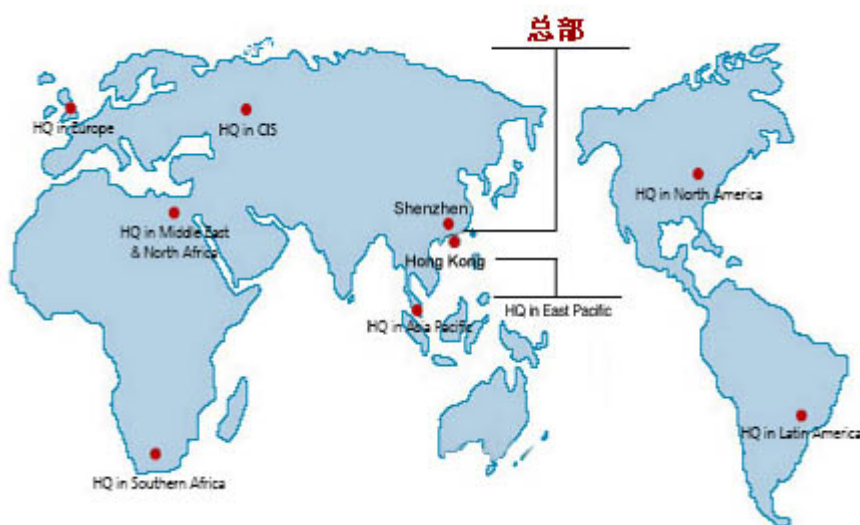 总部
HQ in Europe
HQ in CIS
HQ in North America
Shenzhen
HQ in Middle East
& North Africa
Hong Kong
HQ in East Pacific
HQ in Asia Pacific
HQ in Latin America
HQ in Southern Africa